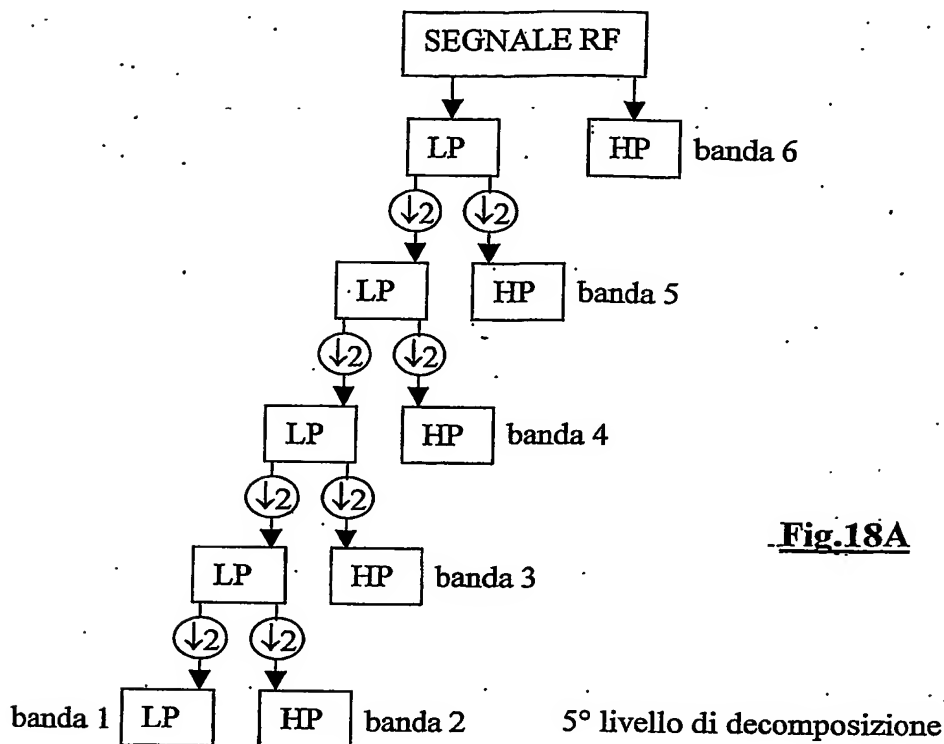 SEGNALE RF
LP HP banda 6
↓2 ↓2
LP HP banda 5
↓2 ↓2
LP HP banda 4
↓2 ↓2
Fig.18A
LP HP banda 3
↓2 ↓2
banda 1 LP HP banda 2 5° livello di decomposizione